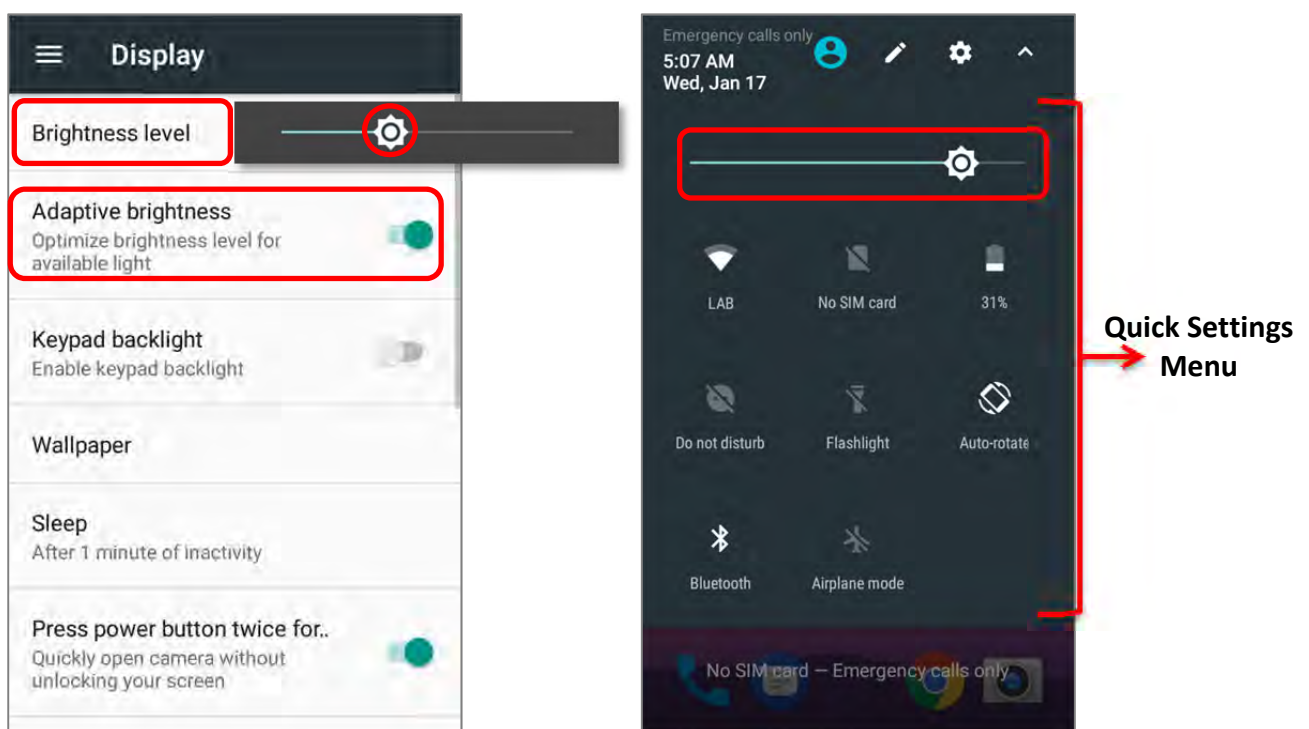 Display
Brightness level
Adaptive brightness
Optimize brightness level for
available light
Keypad backlight
Enable keypad backlight
Wallpaper
Sleep
After 1 minute of inactivity
Press power button twice for..
Quickly open camera without
unlocking your screen
Emergency calls only
5:07 AM
Wed, Jan 17
LAB
No SIM card
31%
Do not disturb
Flashlight
Auto-rotate
Bluetooth
Airplane mode
No SIM card — Emergency calls only
Quick Settings
Menu